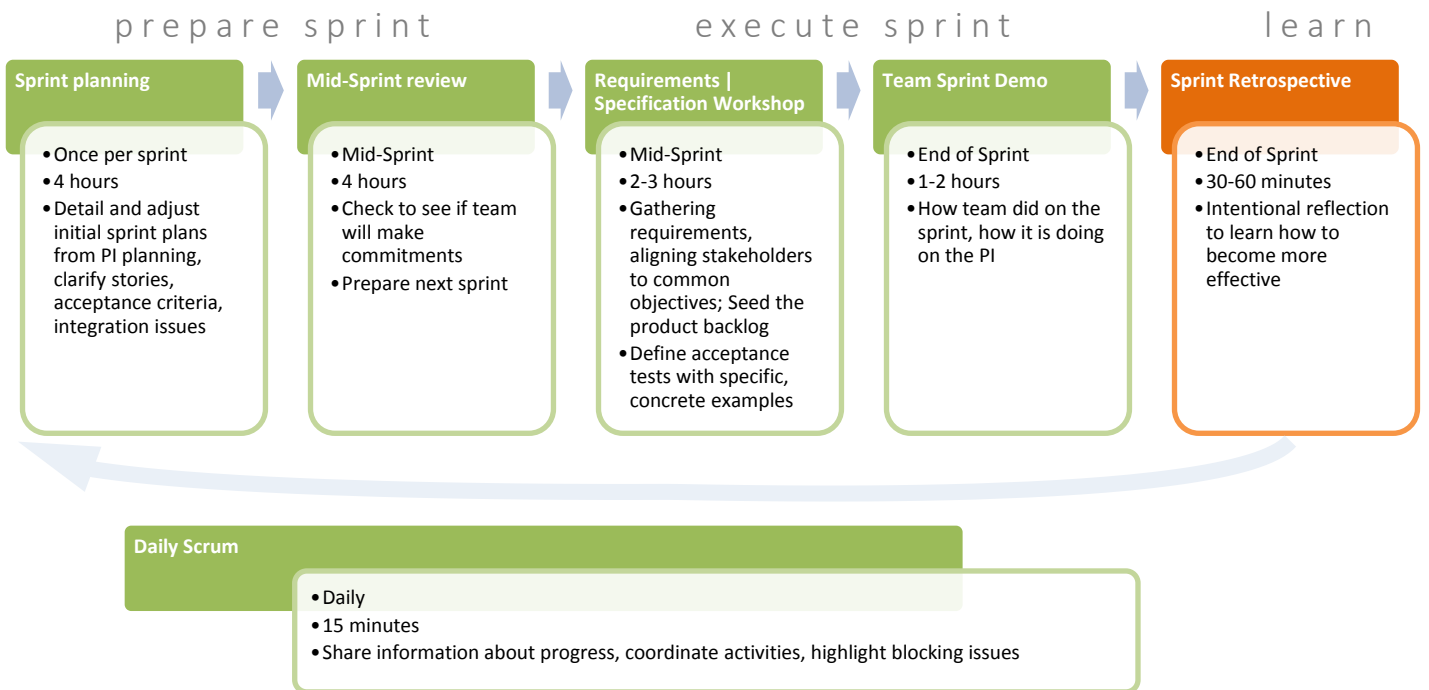 prepare sprint
execute sprint
learn
Sprint planning
•Once per sprint
•4 hours
•Detail and adjust
initial sprint plans
from PI planning,
clarify stories,
acceptance criteria,
integration issues
Mid-Sprint review
•Mid-Sprint
•4 hours
•Check to see if team
will make
commitments
•Prepare next sprint
Requirements |
Specification Workshop
•Mid-Sprint
•2-3 hours
•Gathering
requirements,
aligning stakeholders
to common
objectives; Seed the
product backlog
•Define acceptance
tests with specific,
concrete examples
Team Sprint Demo
•End of Sprint
•1-2 hours
•How team did on the
sprint, how it is doing
on the PI
Sprint Retrospective
•End of Sprint
•30-60 minutes
•Intentional reflection
to learn how to
become more
effective
Daily Scrum
•Daily
•15 minutes
•Share information about progress, coordinate activities, highlight blocking issues